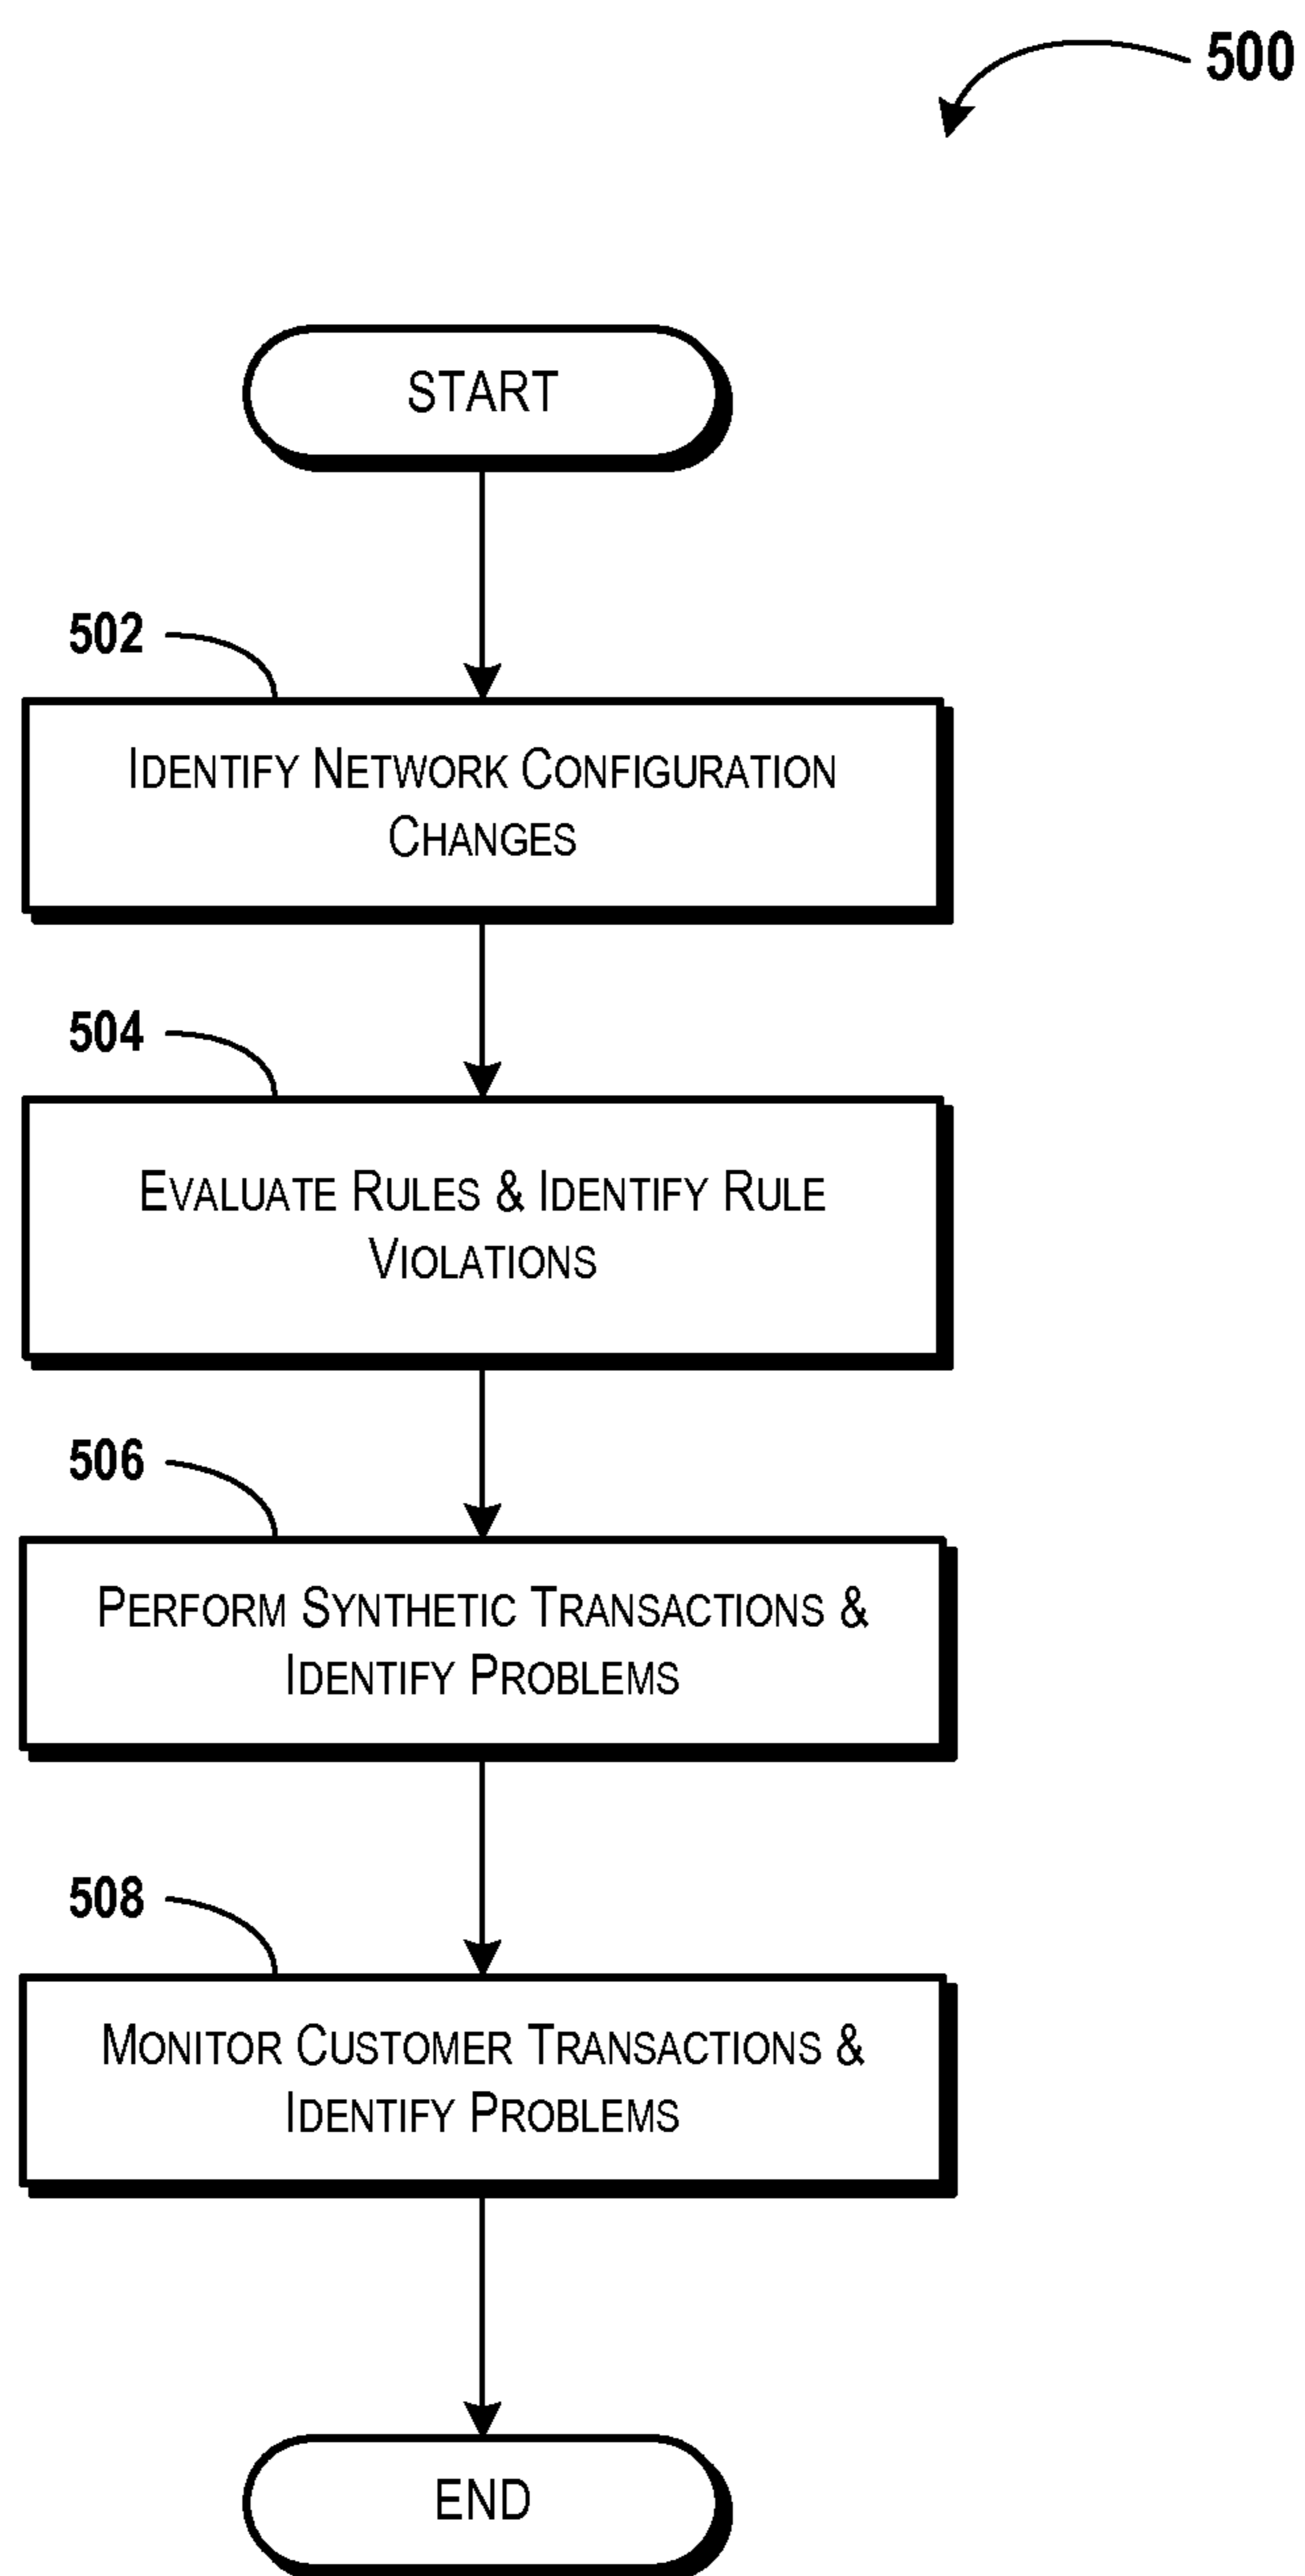 500
START
502
IDENTIFY NETWORK CONFIGURATION
CHANGES
504
EVALUATE RULES & IDENTIFY RULE
VIOLATIONS
506
PERFORM SYNTHETIC TRANSACTIONS &
IDENTIFY PROBLEMS
508
MONITOR CUSTOMER TRANSACTIONS &
IDENTIFY PROBLEMS
END